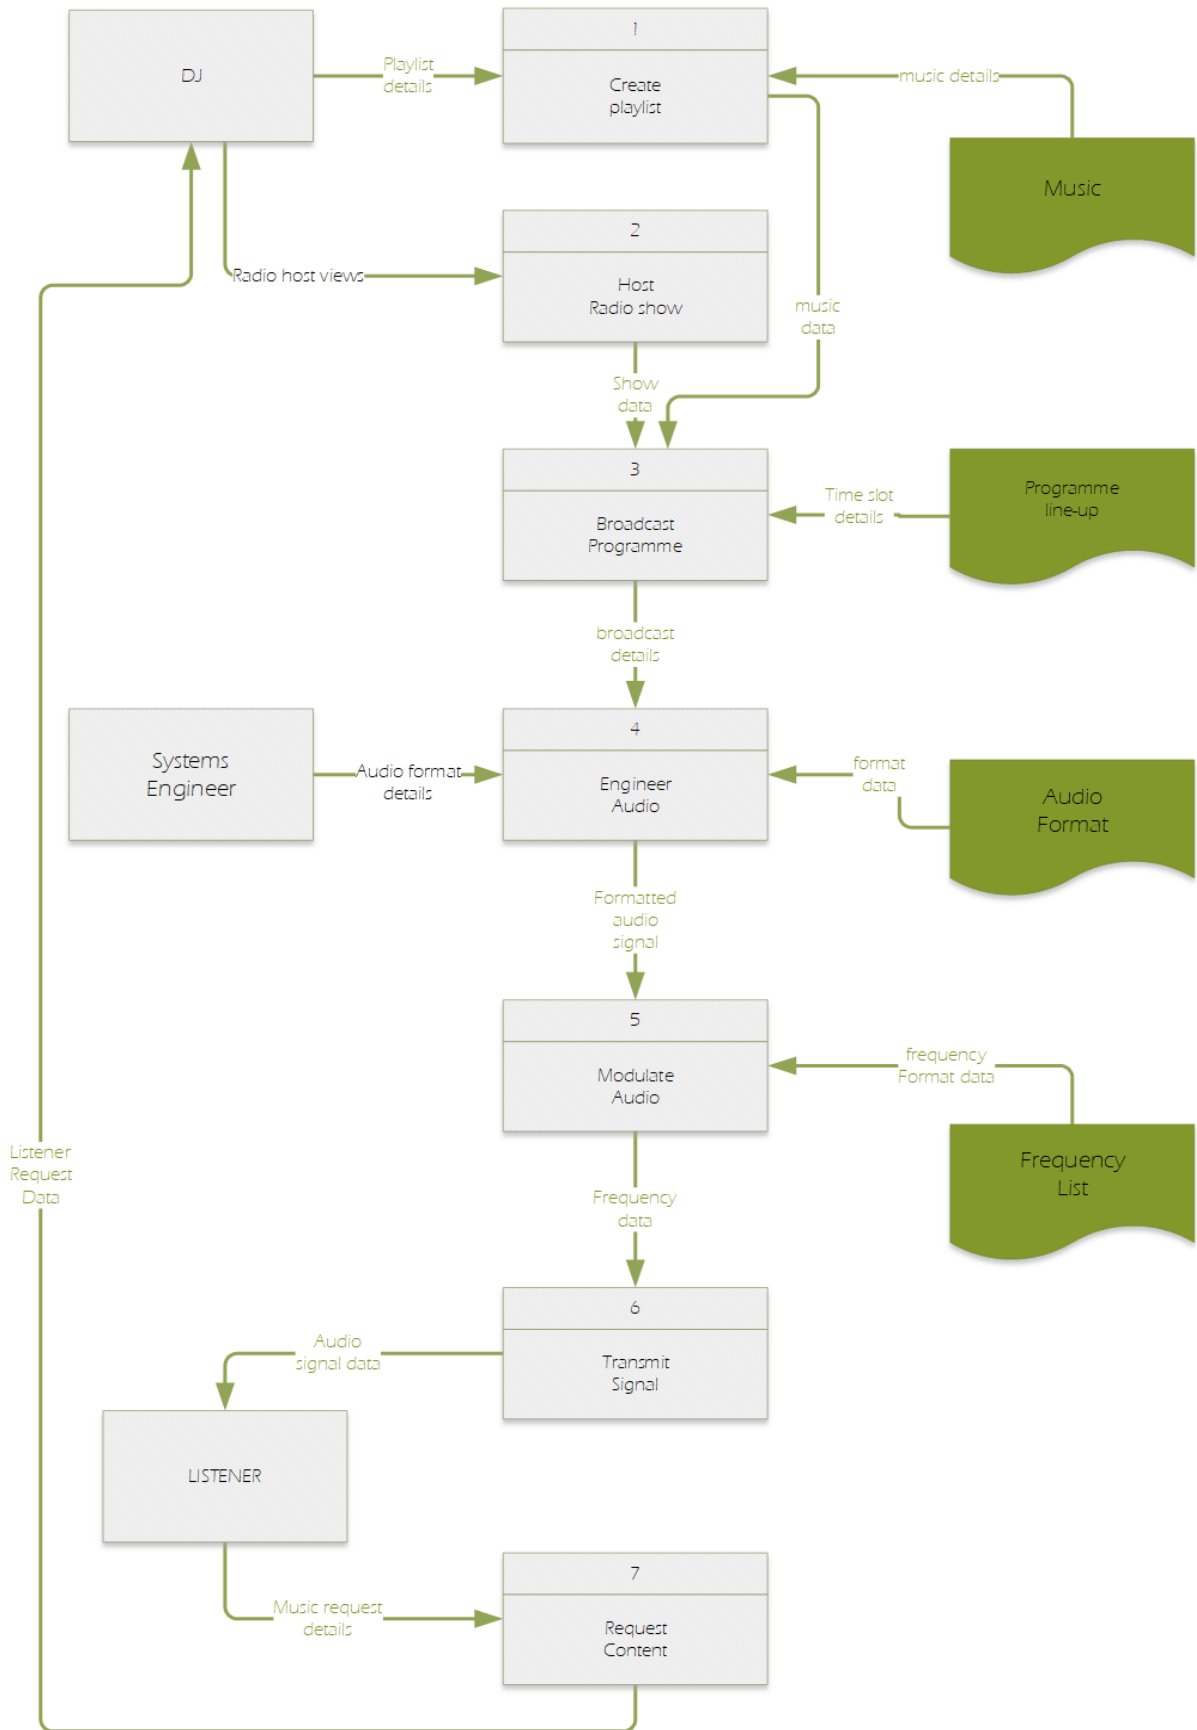 DJ
Playlist
details
1
Create
playlist
music details
Music
2
Host
Radio show
Radio host views
music
data
Show
data
3
Broadcast
Programme
Time slot
details
Programme
line-up
broadcast
details
Systems
Engineer
Audio format
details
4
Engineer
Audio
format
data
Audio
Format
Formatted
audio
signal
5
Modulate
Audio
frequency
Format data
Frequency
List
Listener
Request
Data
Frequency
data
6
Transmit
Signal
Audio
signal data
LISTENER
Music request
details
7
Request
Content